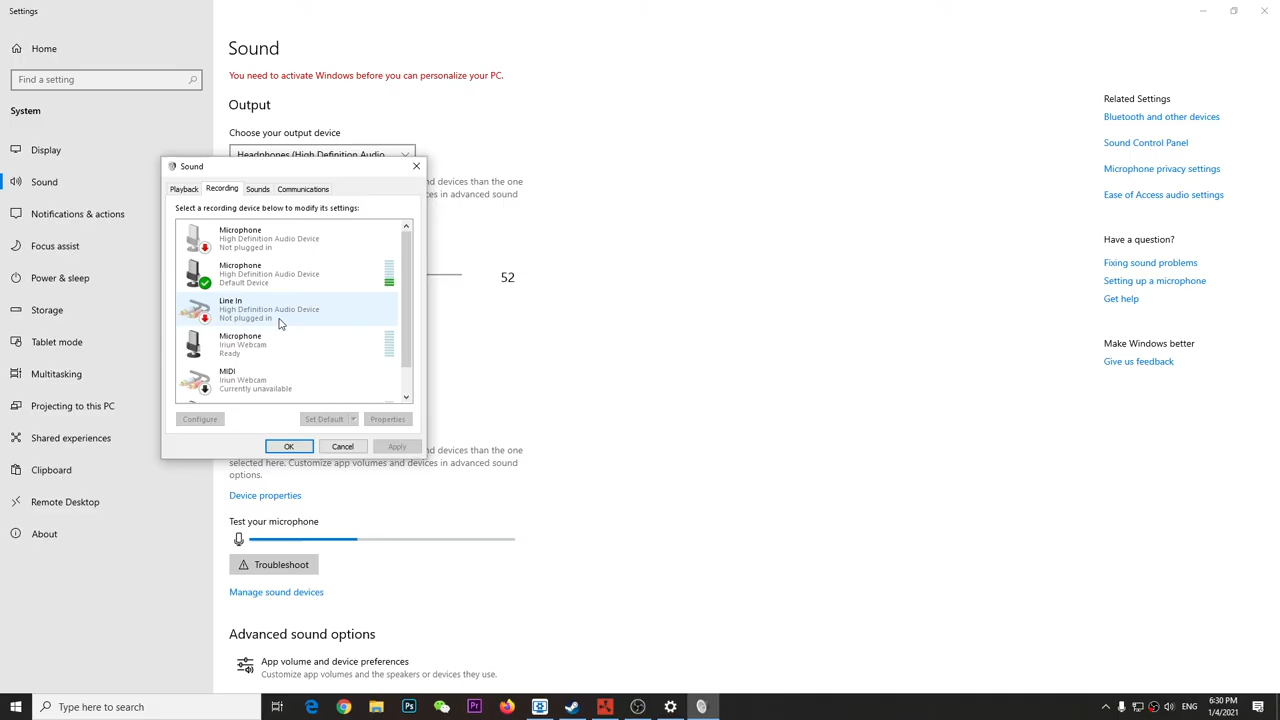 Settings
Home
Find a setting
System
Display
Sound
Notifications & actions
Focus assist
Power & sleep
Storage
Tablet mode
Multitasking
Projecting to this PC
Shared experiences
Clipboard
Remote Desktop
About
Sound
You need to activate Windows before you can personalize your PC.
Output
Choose your output device
Headphones (High Definition Audio
nd devices than the one
es in advanced sound
52
Sound
Playback
Recording
Sounds
Communications
Select a recording device below to modify its settings:
Microphone
High Definition Audio Device
Not plugged in
Microphone
High Definition Audio Device
Default Device
Line In
High Definition Audio Device
Not plugged in
Microphone
Iriun Webcam
Ready
MIDI
Iriun Webcam
Currently unavailable
Configure
Set Default
Properties
OK
Cancel
Apply
nd devices than the one
selected here. Customize app volumes and devices in advanced sound
options.
Device properties
Test your microphone
Troubleshoot
Manage sound devices
Advanced sound options
App volume and device preferences
Customize app volumes and the speakers or devices they use.
Related Settings
Bluetooth and other devices
Sound Control Panel
Microphone privacy settings
Ease of Access audio settings
Have a question?
Fixing sound problems
Setting up a microphone
Get help
Make Windows better
Give us feedback
Type here to search
Ps
Pr
ENG
6:30 PM
1/4/2021